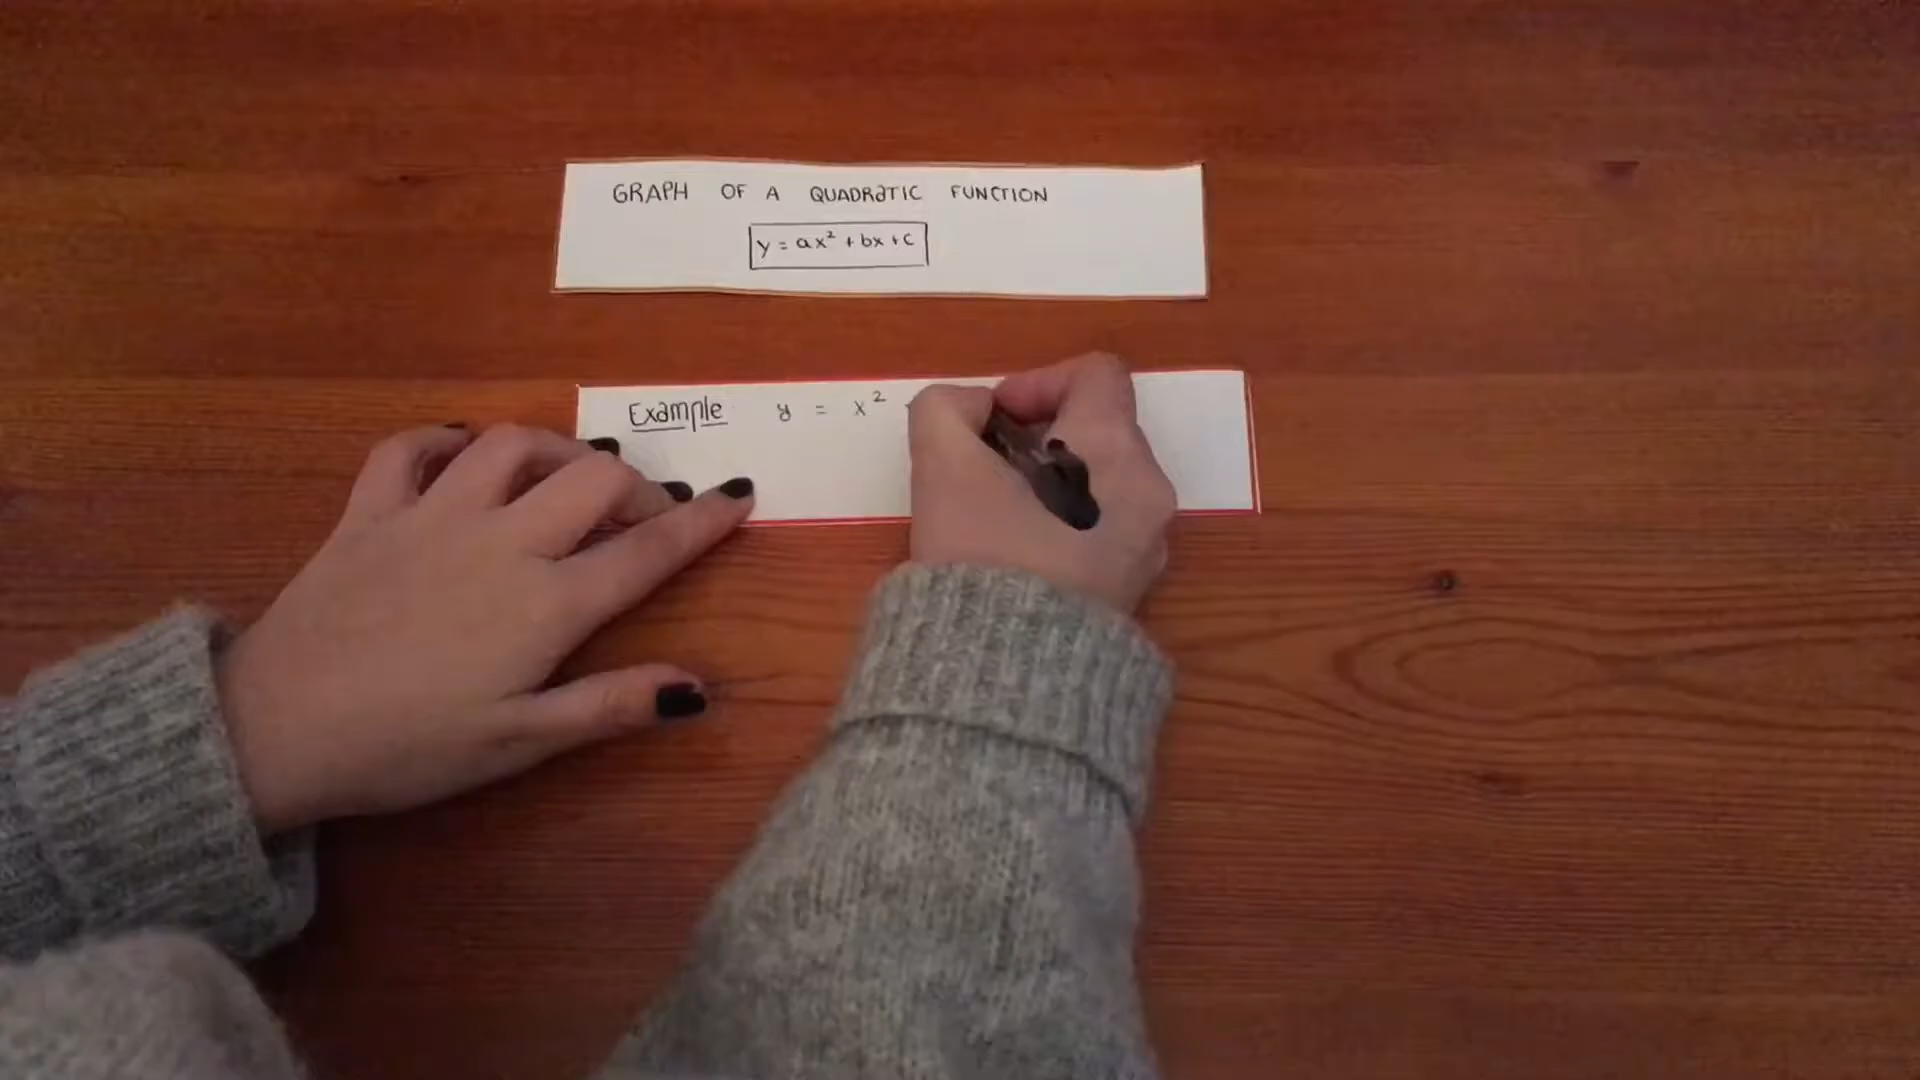 GRAPH OF A QUADRATIC FUNCTION
y = ax² + bx + c
Example y = x²